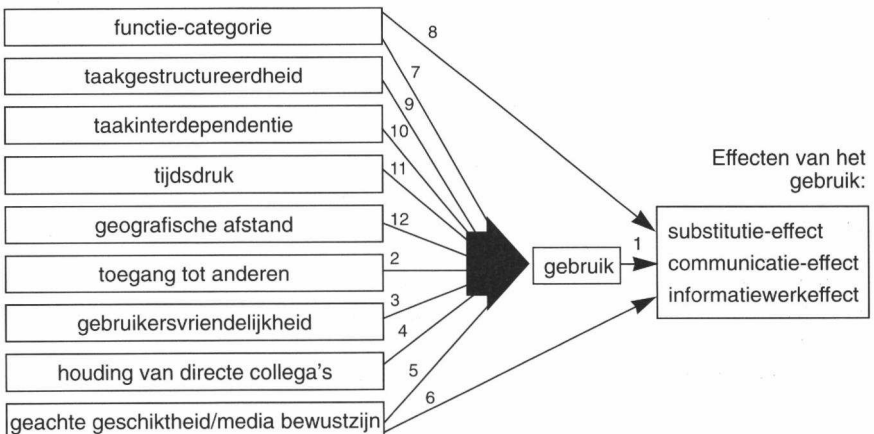 functie-categorie
8
7
taakgestructureerdheid
9
taakinterdependentie
10
tijdsdruk
11
Effecten van het
gebruik:
geografische afstand
12
toegang tot anderen
2
gebruik
1
substitutie-effect
communicatie-effect
informatiewerkeffect
gebruikersvriendelijkheid
3
4
houding van directe collega's
5
6
geachte geschiktheid/media bewustzijn